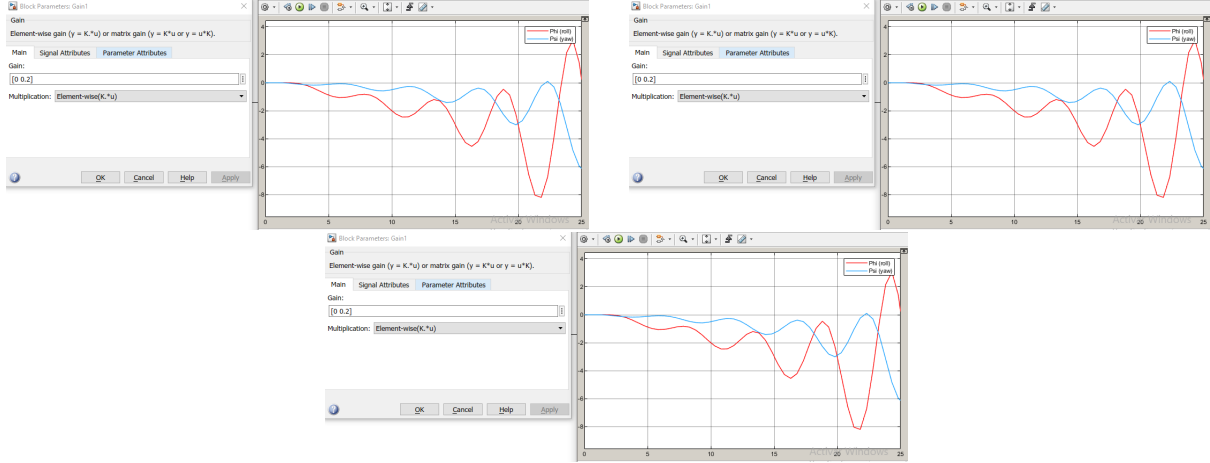 Block Parameters: Gain1
Gain
Element-wise gain (y = K.*u) or matrix gain (y = K*u or y = u*K).
Main Signal Attributes Parameter Attributes
Gain:
[0 0.2]
Multiplication: Element-wise(K.*u)
OK Cancel Help Apply
Phi (roll)
Psi (yaw)
4
2
0
-2
-4
-6
-8
0 5 10 15 20 25
Activate Windows
Block Parameters: Gain1
Gain
Element-wise gain (y = K.*u) or matrix gain (y = K*u or y = u*K).
Main Signal Attributes Parameter Attributes
Gain:
[0 0.2]
Multiplication: Element-wise(K.*u)
OK Cancel Help Apply
Phi (roll)
Psi (yaw)
4
2
0
-2
-4
-6
-8
0 5 10 15 20 25
Activate Windows
Block Parameters: Gain1
Gain
Element-wise gain (y = K.*u) or matrix gain (y = K*u or y = u*K).
Main Signal Attributes Parameter Attributes
Gain:
[0 0.2]
Multiplication: Element-wise(K.*u)
OK Cancel Help Apply
Phi (roll)
Psi (yaw)
4
2
0
-2
-4
-6
-8
0 5 10 15 20 25
Activate Windows